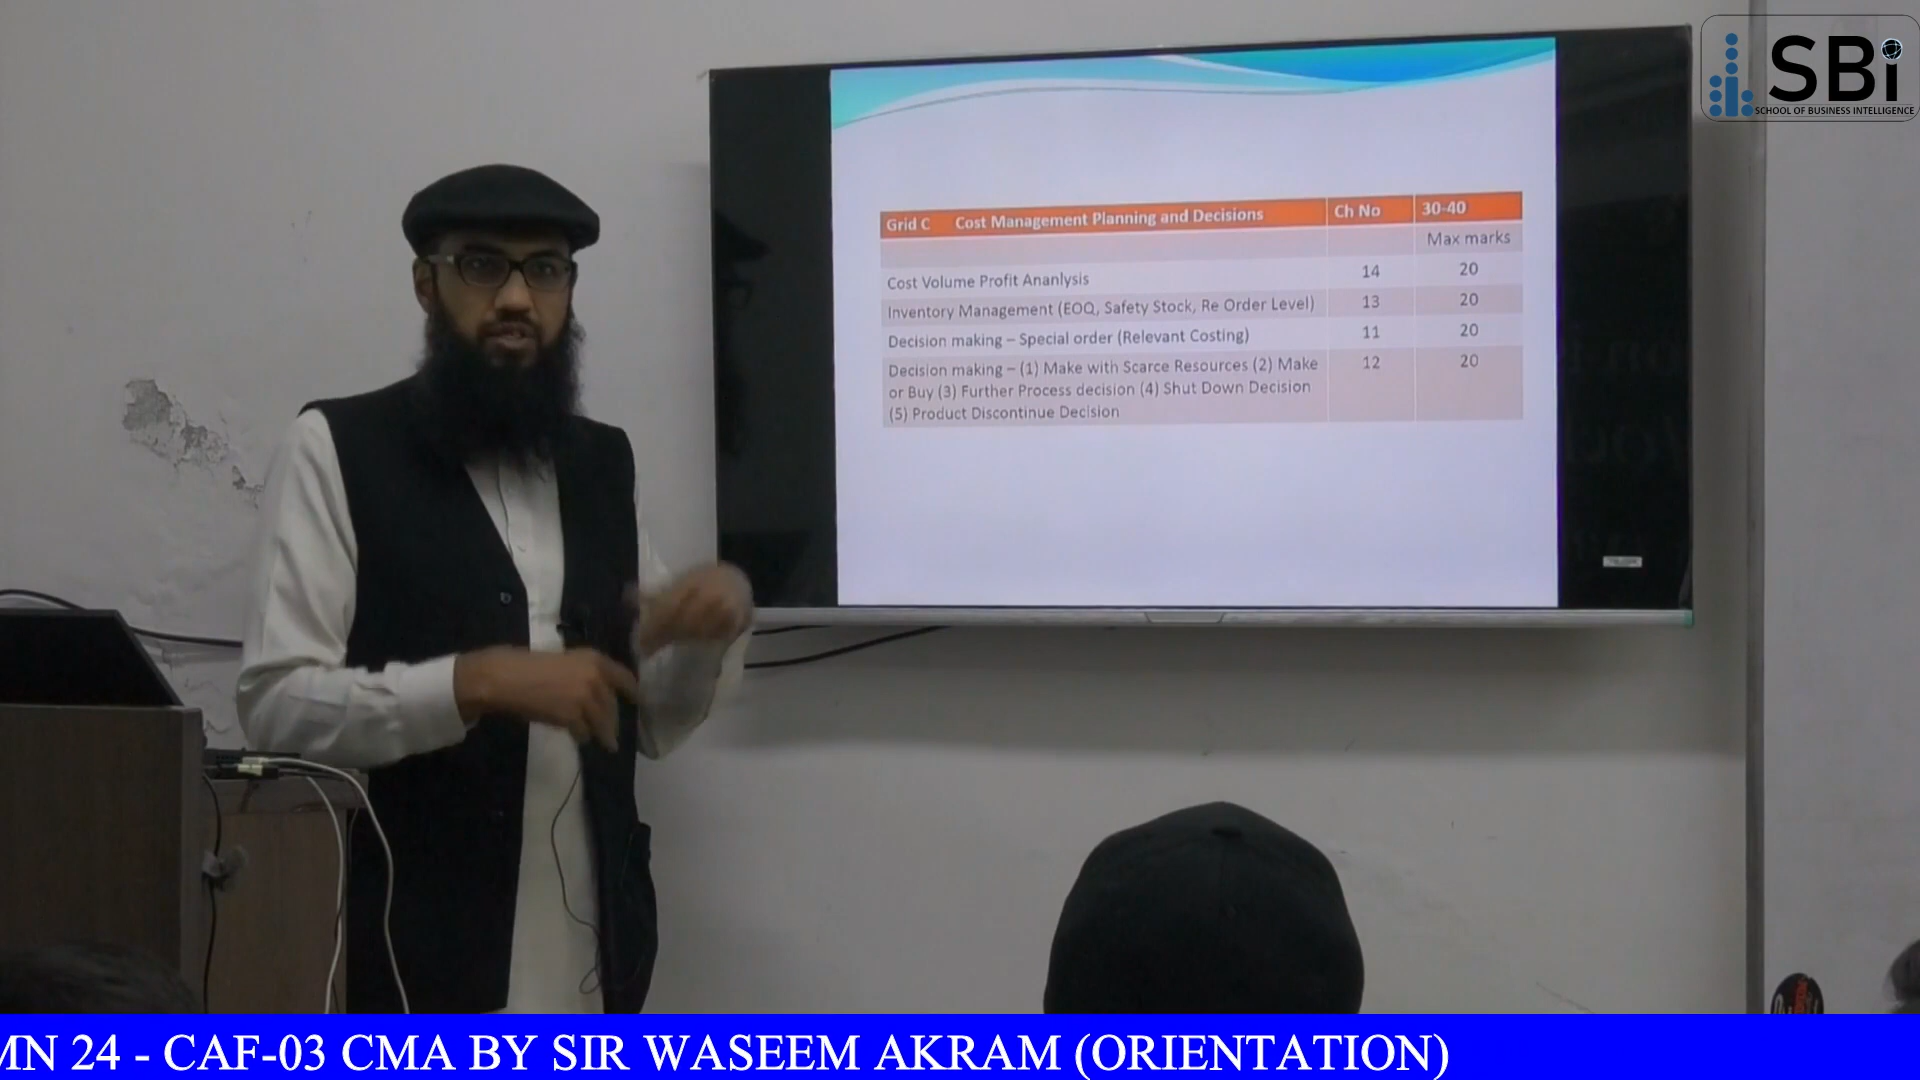 SBi
SCHOOL OF BUSINESS INTELLIGENCE
Grid C Cost Management Planning and Decisions Ch No 30-40
Max marks
Cost Volume Profit Ananlysis 14 20
Inventory Management (EOQ, Safety Stock, Re Order Level) 13 20
Decision making – Special order (Relevant Costing) 11 20
Decision making – (1) Make with Scarce Resources (2) Make 12 20
or Buy (3) Further Process decision (4) Shut Down Decision
(5) Product Discontinue Decision
MN 24 - CAF-03 CMA BY SIR WASEEM AKRAM (ORIENTATION)